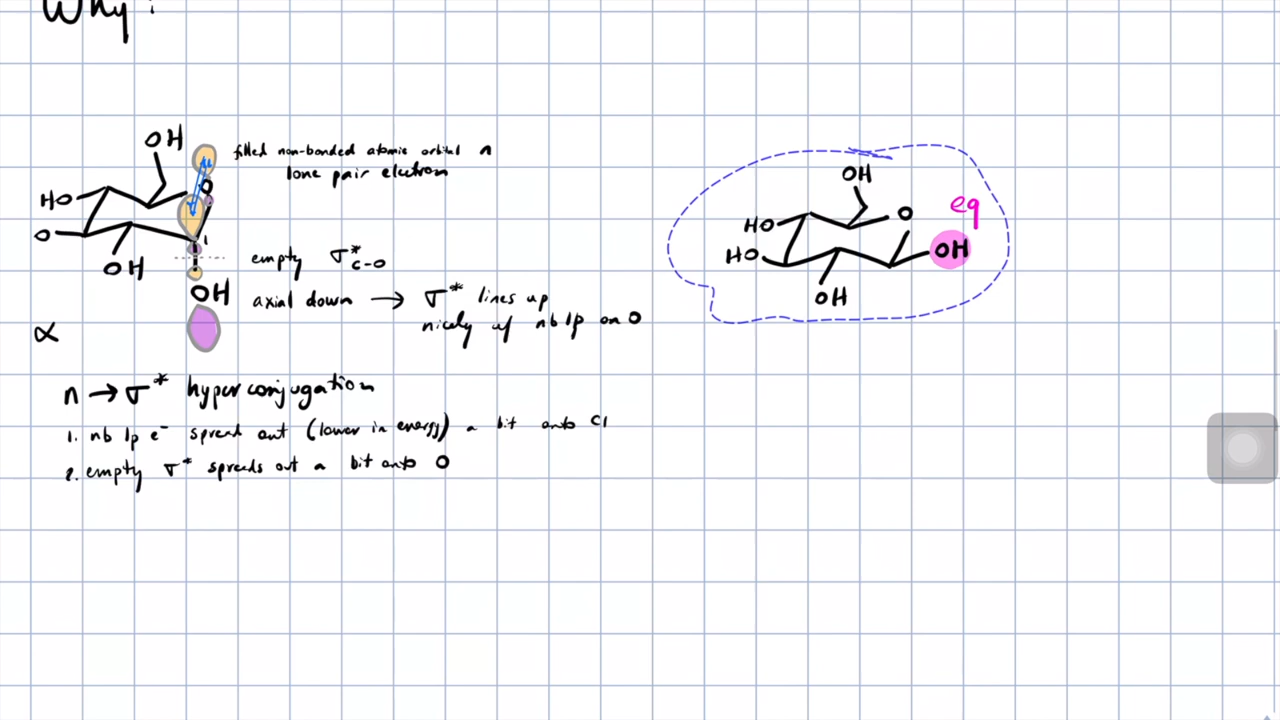 Why?
OH
filled non-bonded atomic orbital n
O
lone pair electron
HO
O
1
OH
empty σ*C-O
OH
axial down → σ* lines up
nicely w/ nb lp on O
α
n → σ* hyperconjugation
1. nb lp e⁻ spread out (lower in energy) a bit onto C1
2. empty σ* spreads out a bit onto O
OH
eq
O
HO
OH
HO
OH